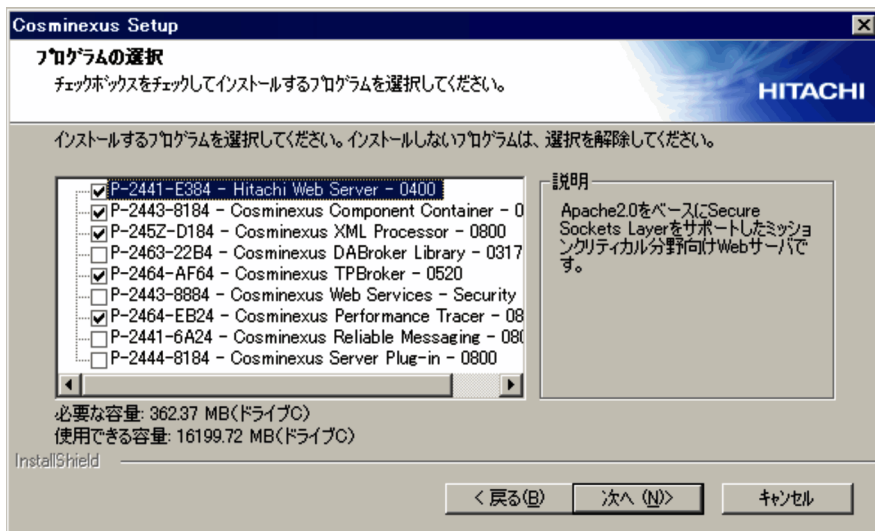 Cosminexus Setup
プログラムの選択
チェックボックスをチェックしてインストールするプログラムを選択してください。
HITACHI
インストールするプログラムを選択してください。インストールしないプログラムは、選択を解除してください。
P-2441-E384 - Hitachi Web Server - 0400
P-2443-8184 - Cosminexus Component Container - 0
P-245Z-D184 - Cosminexus XML Processor - 0800
P-2463-22B4 - Cosminexus DABroker Library - 0317
P-2464-AF64 - Cosminexus TPBroker - 0520
P-2443-8884 - Cosminexus Web Services - Security
P-2464-EB24 - Cosminexus Performance Tracer - 08
P-2441-6A24 - Cosminexus Reliable Messaging - 080
P-2444-8184 - Cosminexus Server Plug-in - 0800
説明
Apache2.0をベースにSecure
Sockets Layerをサポートしたミッショ
ンクリティカル分野向けWebサーバで
す。
必要な容量: 362.37 MB(ドライブC)
使用できる容量: 16199.72 MB(ドライブC)
InstallShield
< 戻る(B)
次へ (N)>
キャンセル